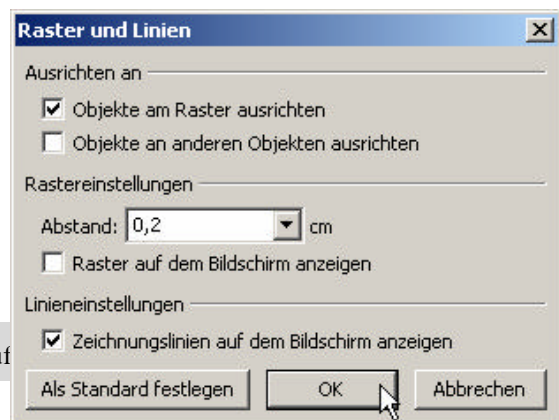 Raster und Linien
Ausrichten an
Objekte am Raster ausrichten
Objekte an anderen Objekten ausrichten
Rastereinstellungen
Abstand: 0,2 cm
Raster auf dem Bildschirm anzeigen
Linieneinstellungen
Zeichnungslinien auf dem Bildschirm anzeigen
Als Standard festlegen OK Abbrechen